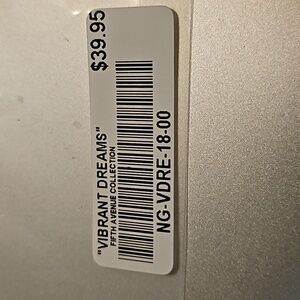 "VIBRANT DREAMS" $39.95
FIFTH AVENUE COLLECTION
NG-VDRE-18-00